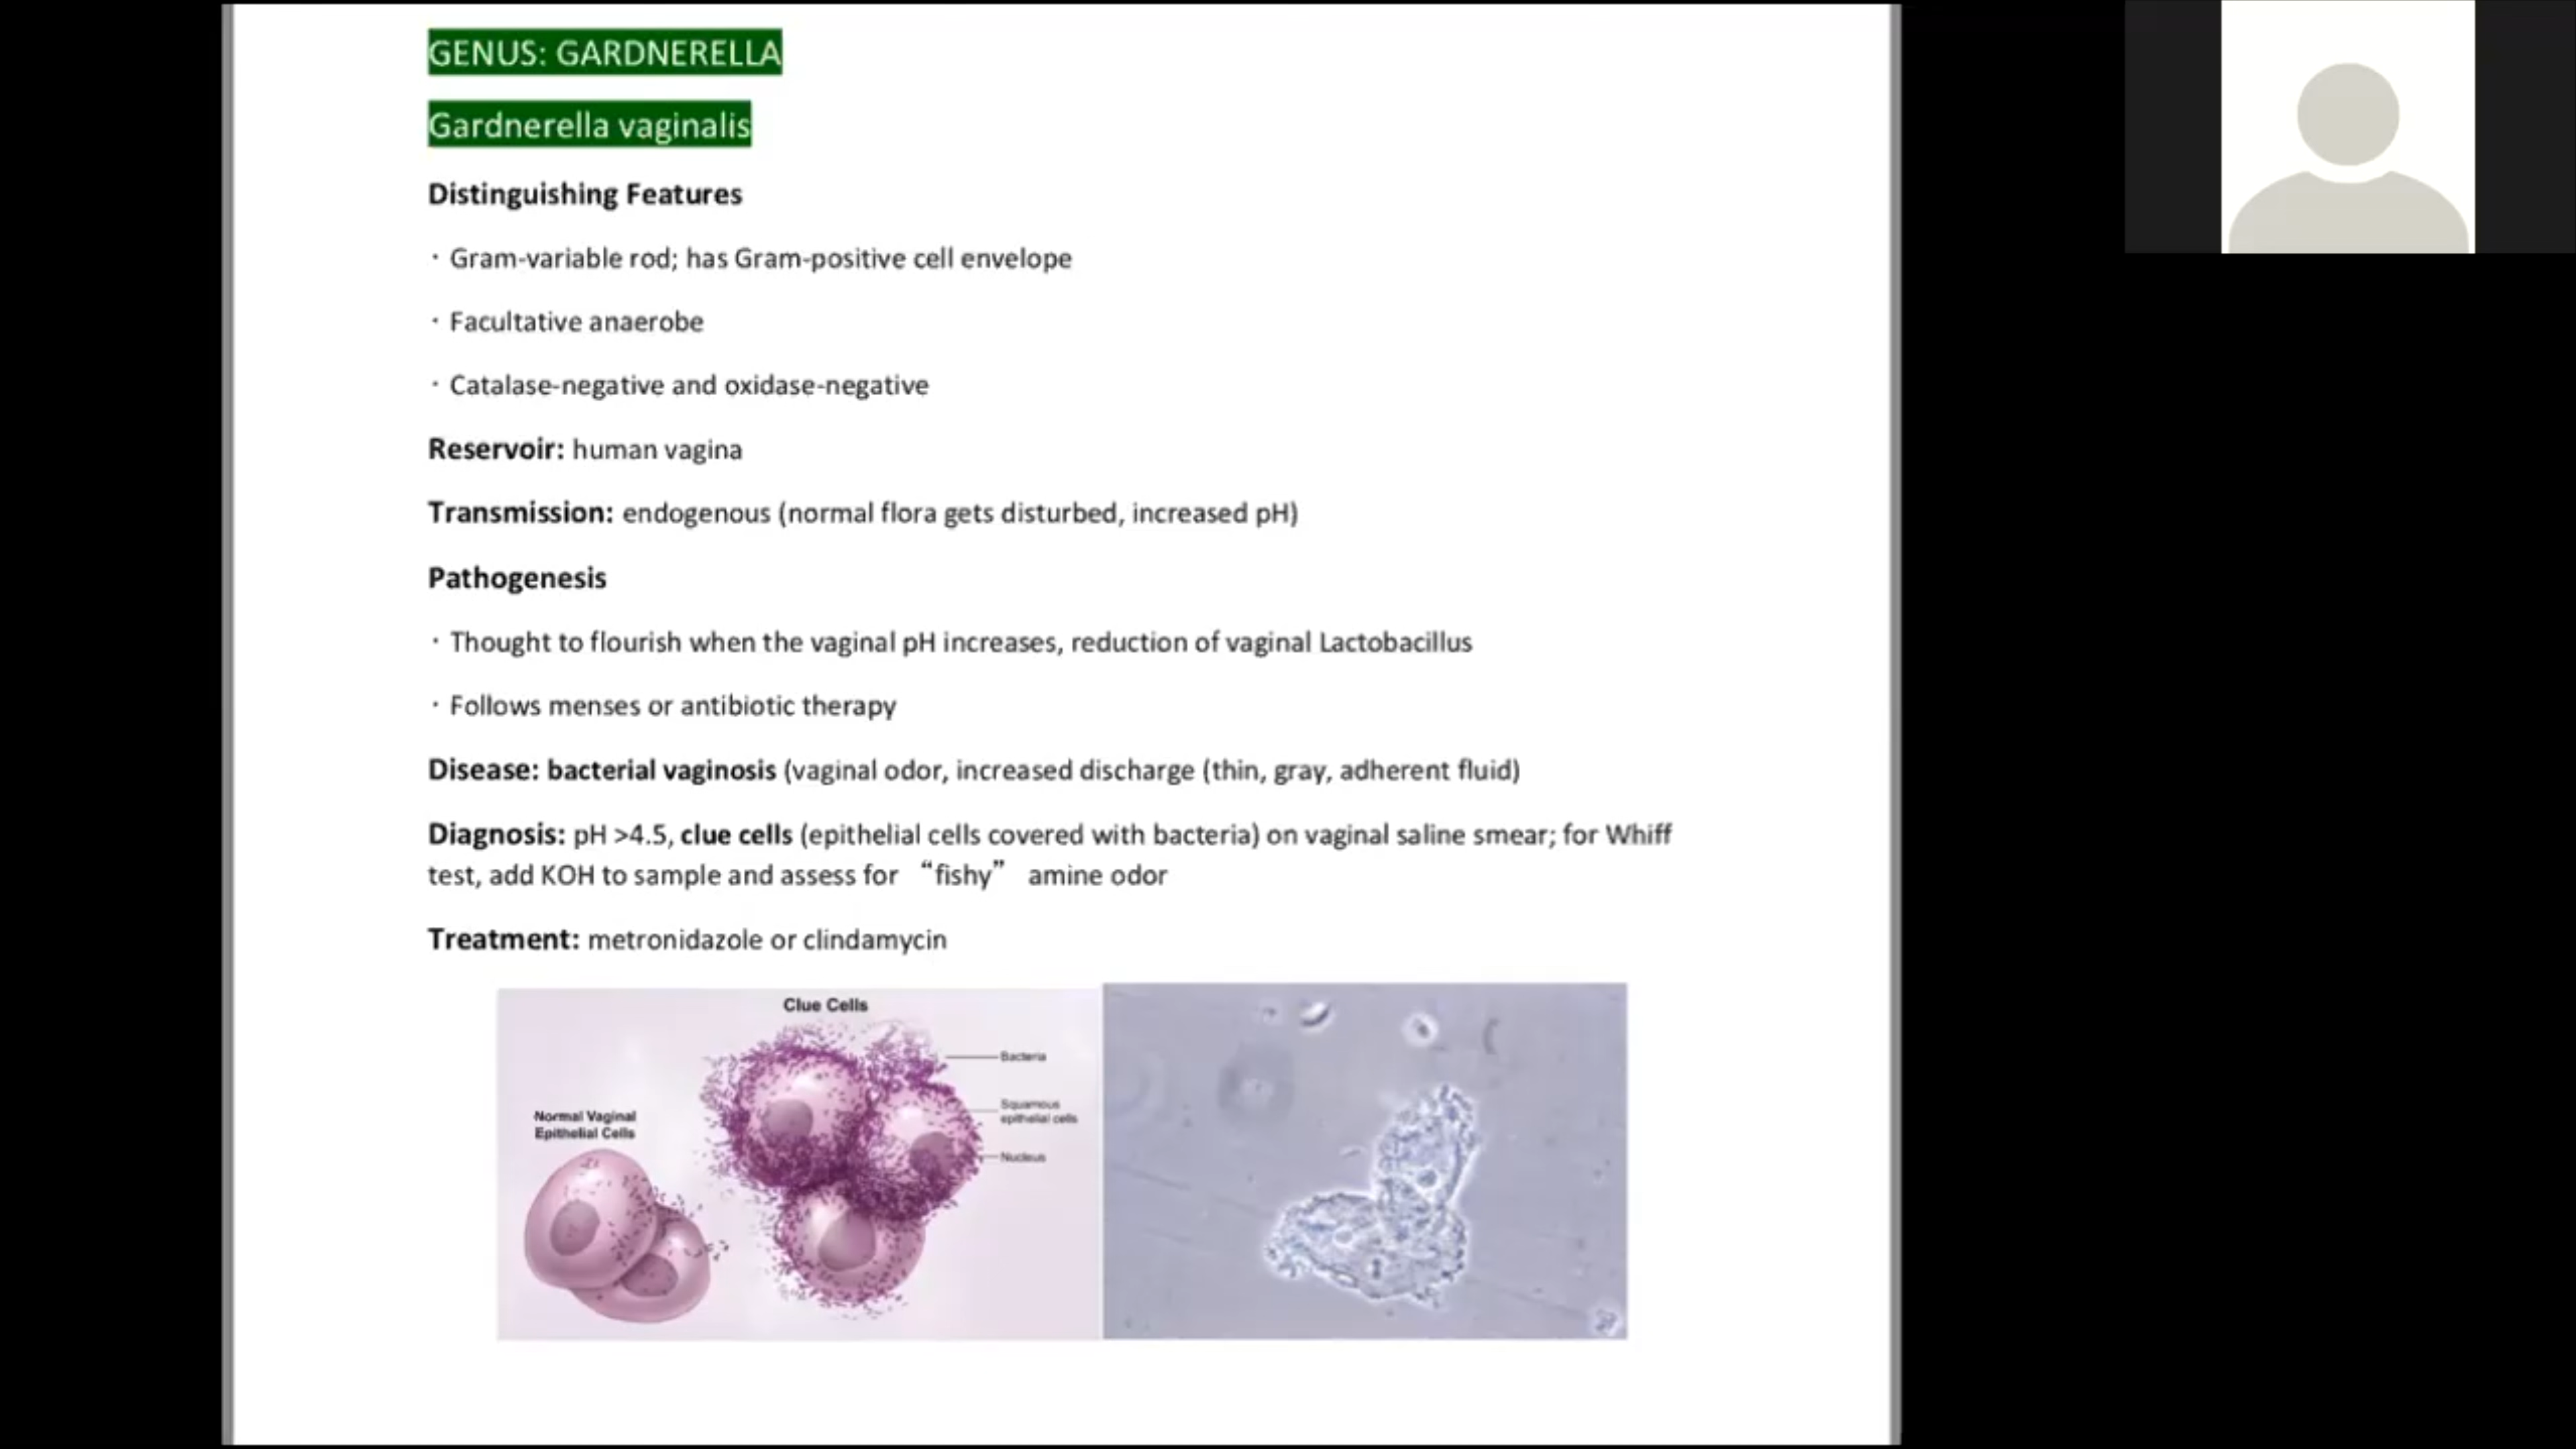 GENUS: GARDNERELLA
Gardnerella vaginalis
Distinguishing Features
· Gram-variable rod; has Gram-positive cell envelope
· Facultative anaerobe
· Catalase-negative and oxidase-negative
Reservoir: human vagina
Transmission: endogenous (normal flora gets disturbed, increased pH)
Pathogenesis
· Thought to flourish when the vaginal pH increases, reduction of vaginal Lactobacillus
· Follows menses or antibiotic therapy
Disease: bacterial vaginosis (vaginal odor, increased discharge (thin, gray, adherent fluid)
Diagnosis: pH >4.5, clue cells (epithelial cells covered with bacteria) on vaginal saline smear; for Whiff
test, add KOH to sample and assess for “fishy” amine odor
Treatment: metronidazole or clindamycin
Clue Cells
Bacteria
Squamous
epithelial cells
Nucleus
Normal Vaginal
Epithelial Cells